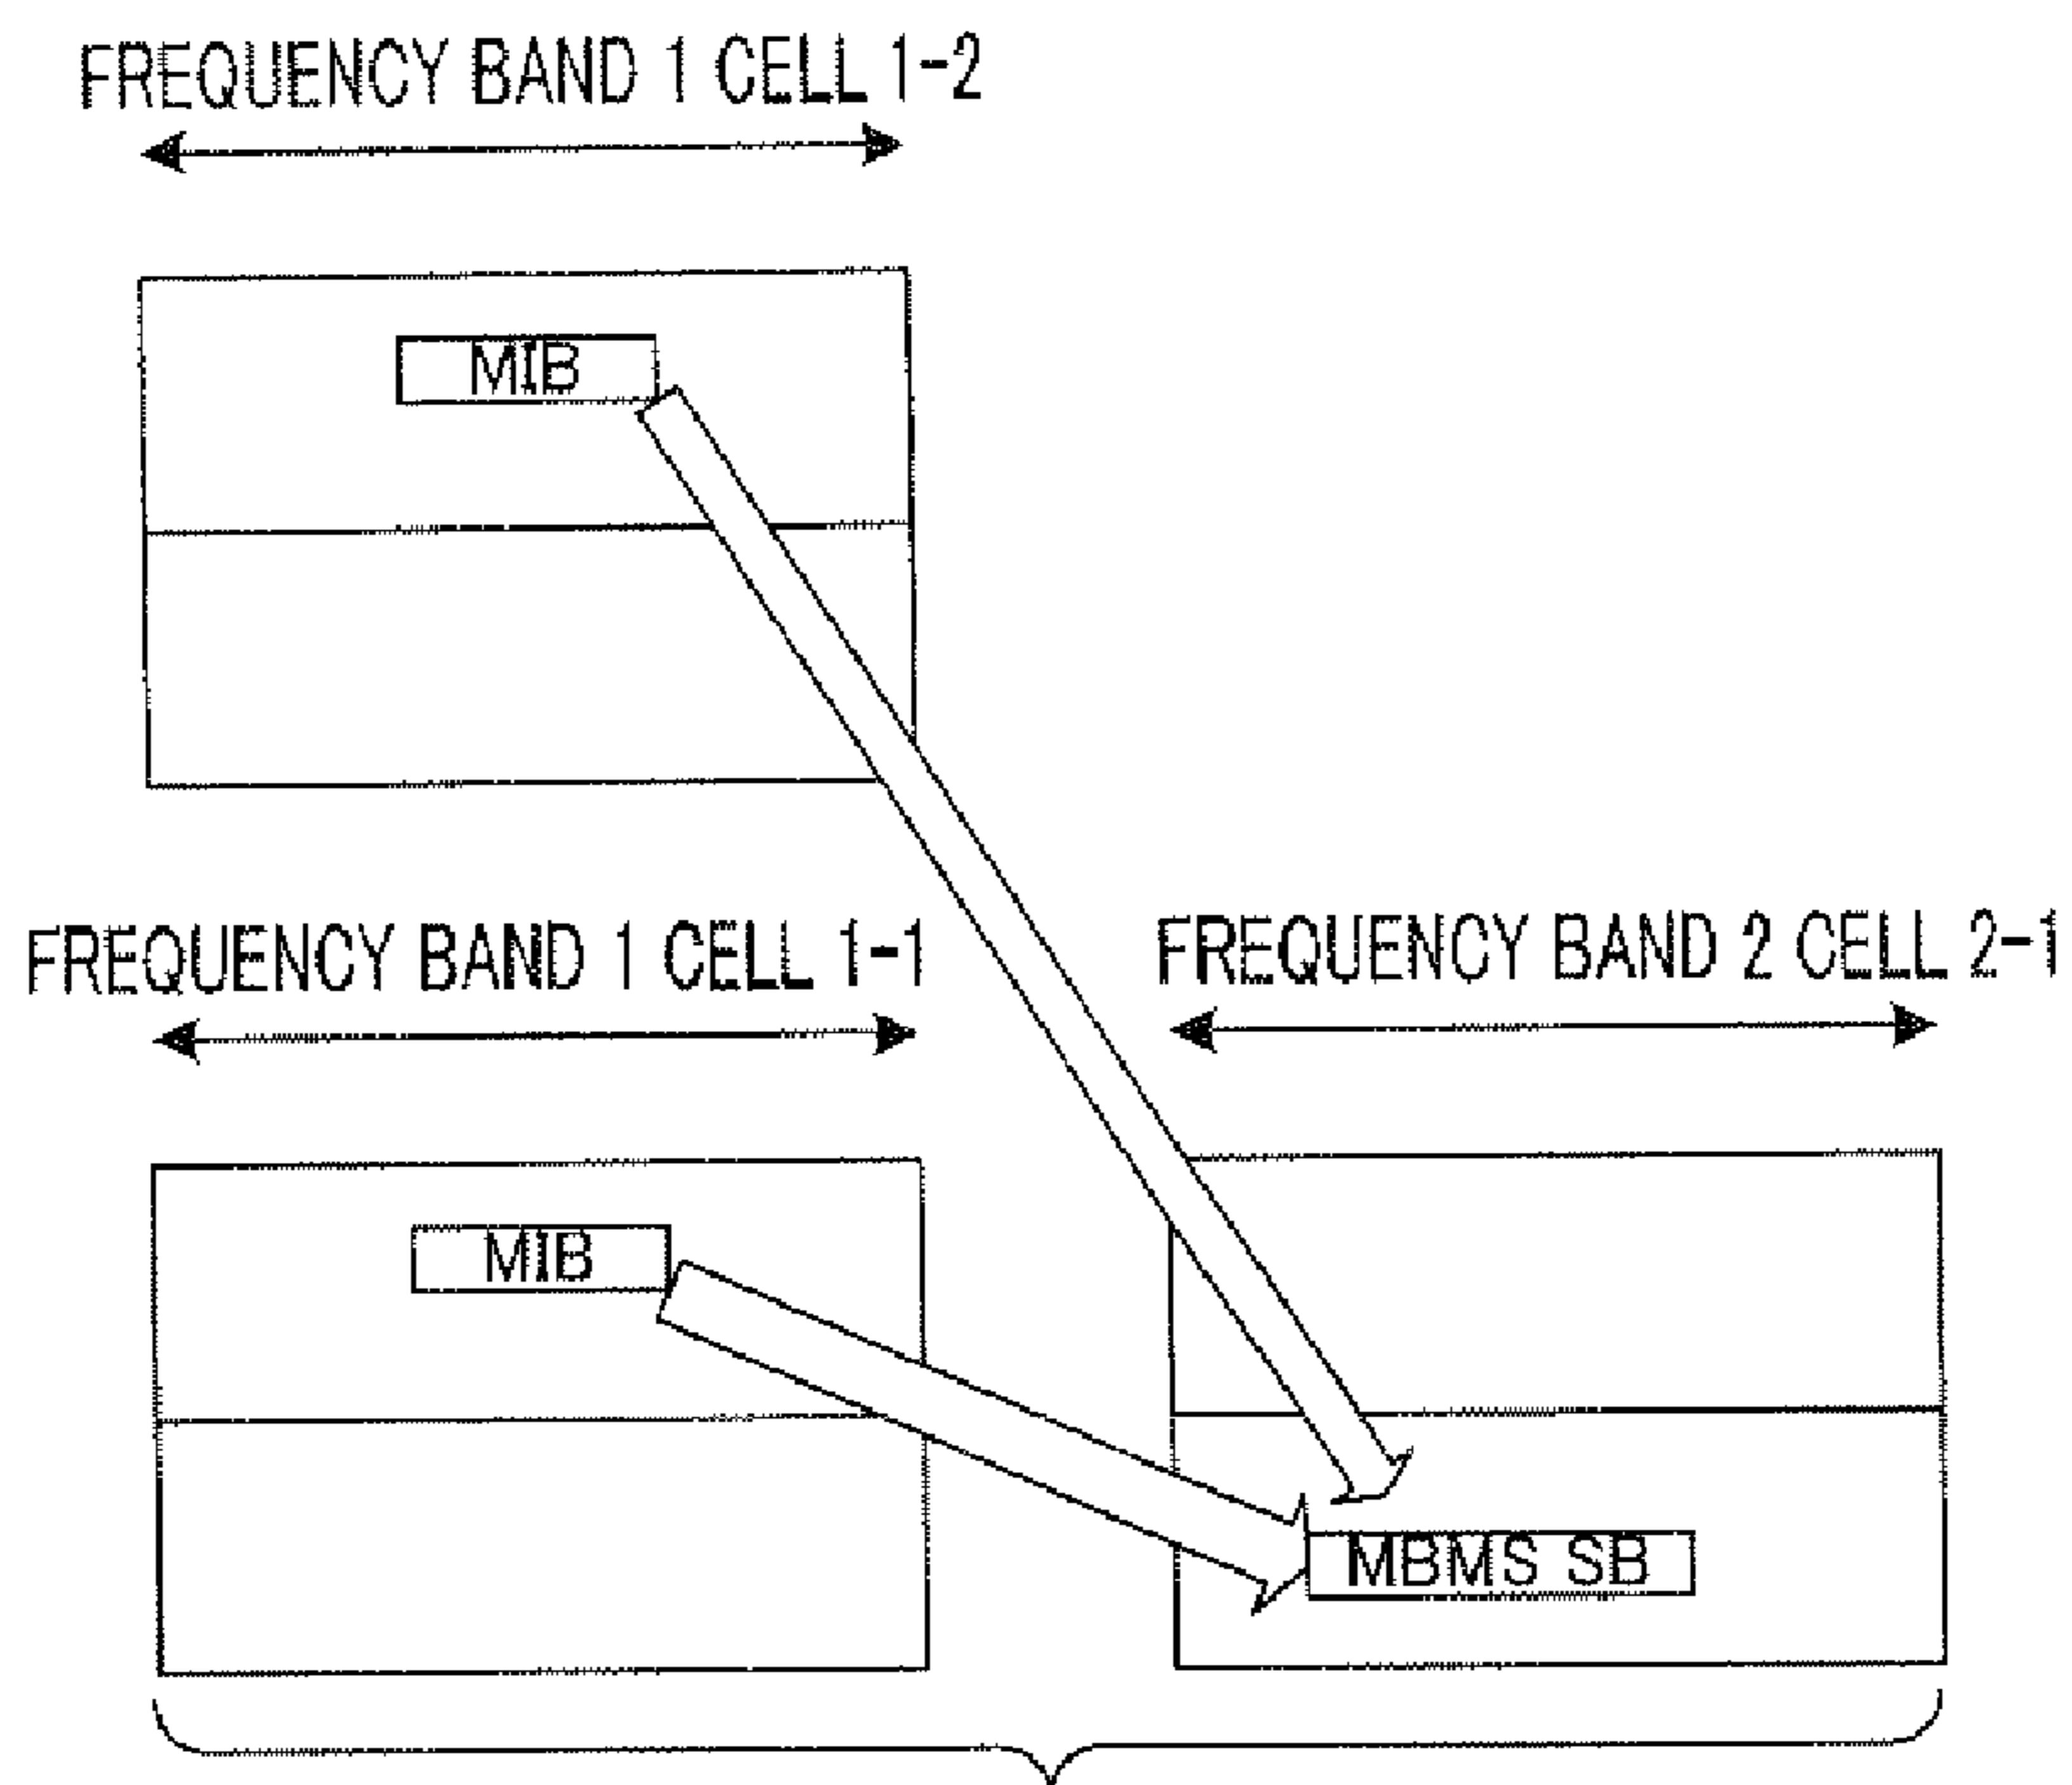 FREQUENCY BAND 1 CELL 1-2
MIB
FREQUENCY BAND 1 CELL 1-1
FREQUENCY BAND 2 CELL 2-1
MIB
MBMS SB